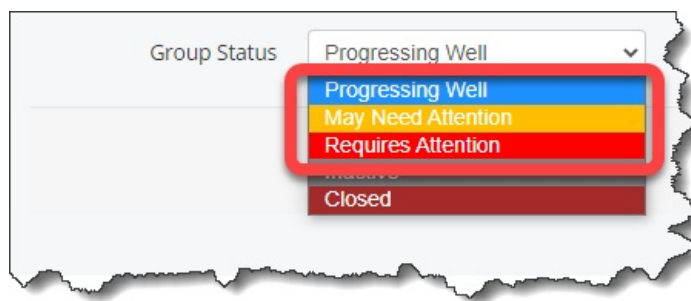 Group Status Progressing Well
Progressing Well
May Need Attention
Requires Attention
Closed